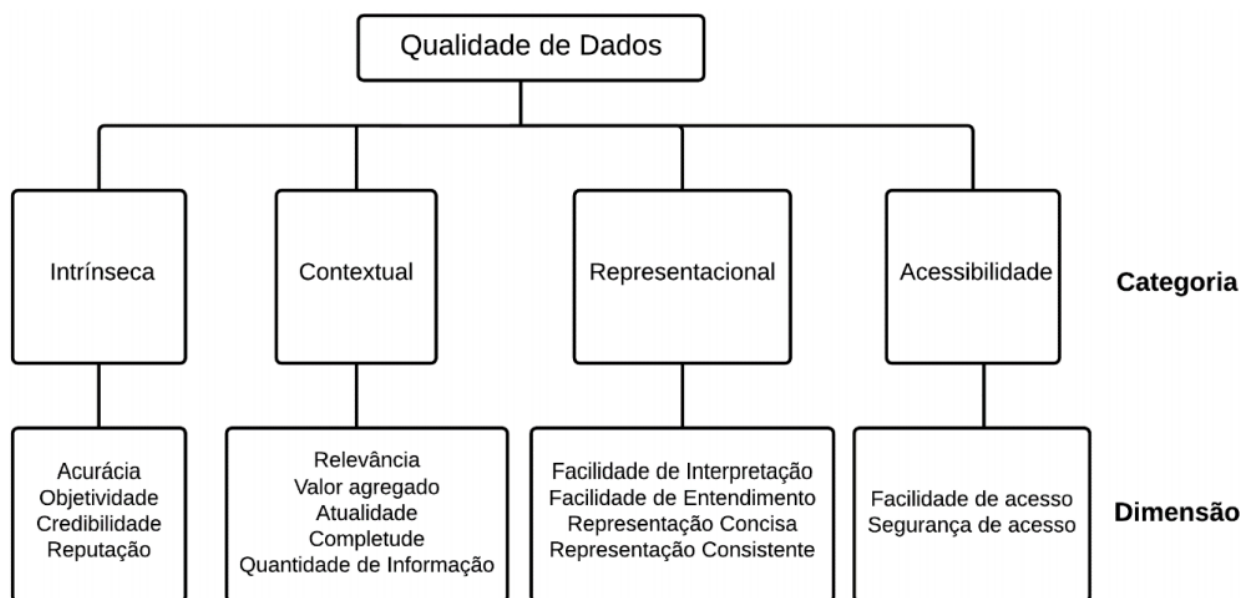 Qualidade de Dados
Intrínseca
Contextual
Representacional
Acessibilidade
Categoria
Acurácia
Objetividade
Credibilidade
Reputação
Relevância
Valor agregado
Atualidade
Completude
Quantidade de Informação
Facilidade de Interpretação
Facilidade de Entendimento
Representação Concisa
Representação Consistente
Facilidade de acesso
Segurança de acesso
Dimensão